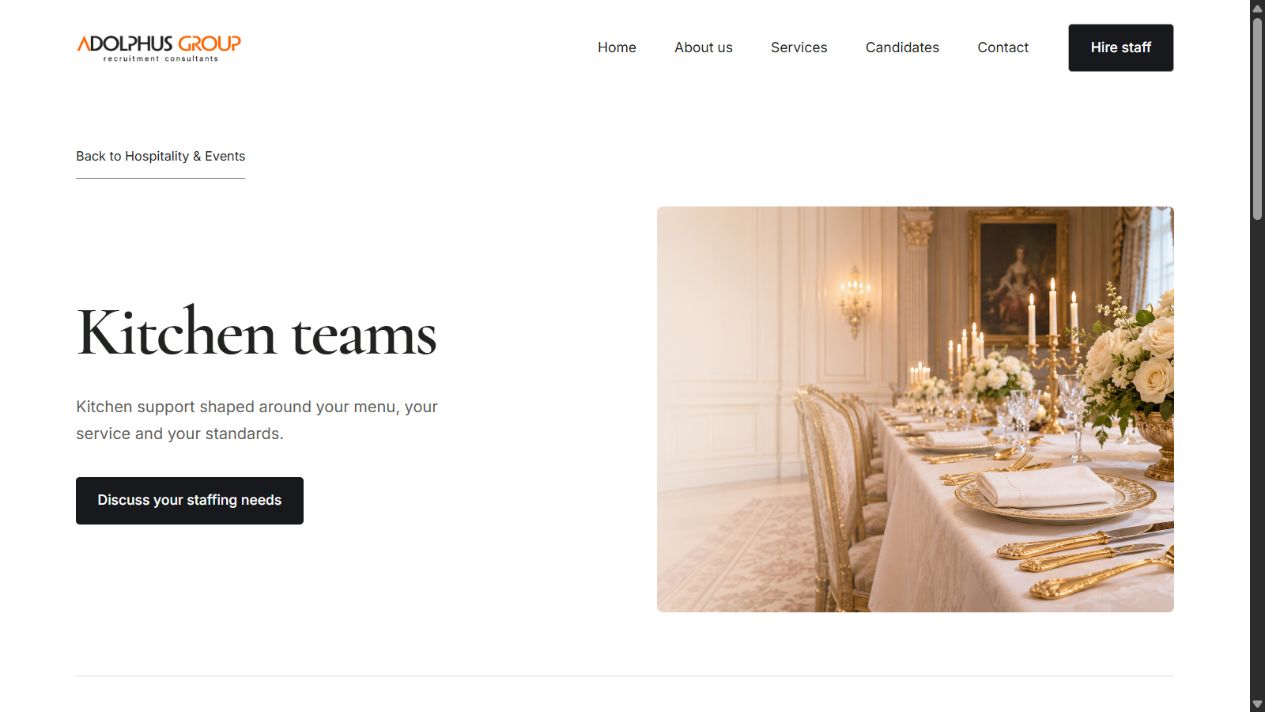 ADOLPHUS GROUP
recruitment consultants
Home
About us
Services
Candidates
Contact
Hire staff
Back to Hospitality & Events
Kitchen teams
Kitchen support shaped around your menu, your
service and your standards.
Discuss your staffing needs